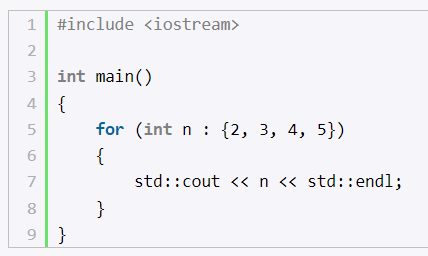 1 #include <iostream>
2
3 int main()
4 {
5     for (int n : {2, 3, 4, 5})
6     {
7         std::cout << n << std::endl;
8     }
9 }